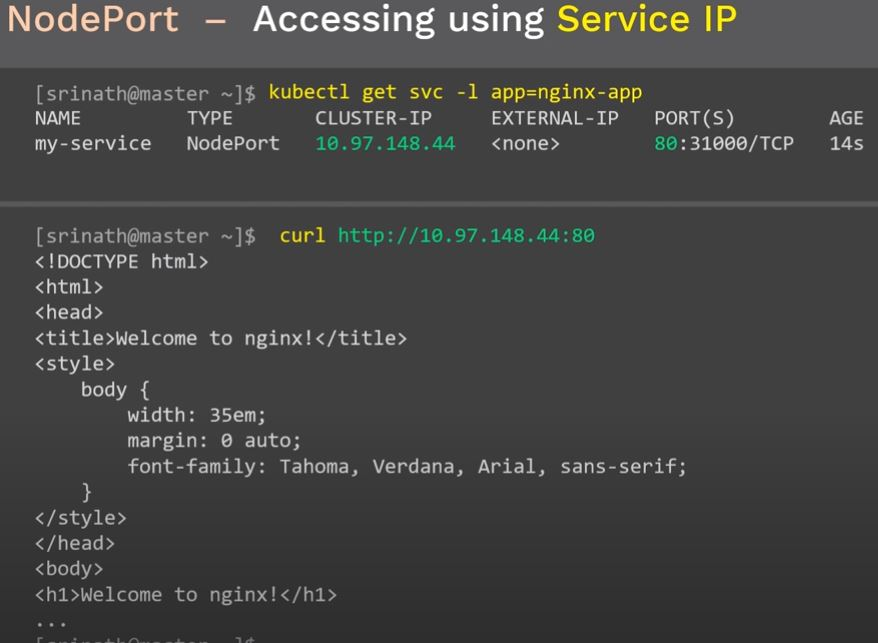 NodePort – Accessing using Service IP
[srinath@master ~]$ kubectl get svc -l app=nginx-app
NAME TYPE CLUSTER-IP EXTERNAL-IP PORT(S) AGE
my-service NodePort 10.97.148.44 <none> 80:31000/TCP 14s
[srinath@master ~]$ curl http://10.97.148.44:80
<!DOCTYPE html>
<html>
<head>
<title>Welcome to nginx!</title>
<style>
    body {
        width: 35em;
        margin: 0 auto;
        font-family: Tahoma, Verdana, Arial, sans-serif;
    }
</style>
</head>
<body>
<h1>Welcome to nginx!</h1>
...
[srinath@master ~]$